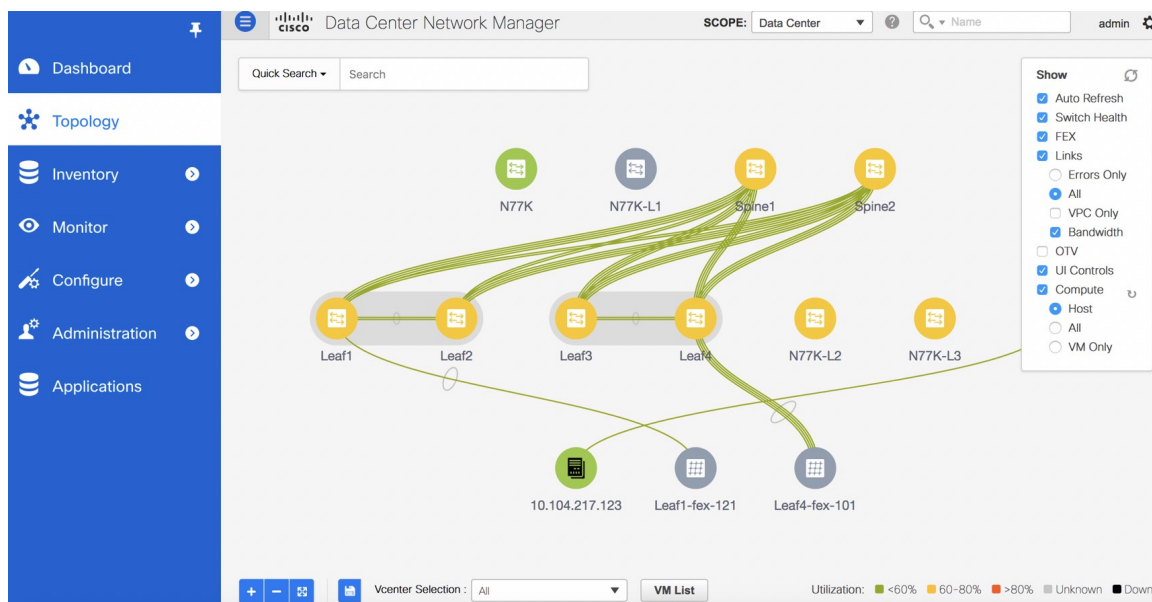 cisco Data Center Network Manager SCOPE: Data Center Name admin
Dashboard
Topology
Inventory
Monitor
Configure
Administration
Applications
Quick Search Search
Show
Auto Refresh
Switch Health
FEX
Links
Errors Only
All
VPC Only
Bandwidth
OTV
UI Controls
Compute
Host
All
VM Only
N77K N77K-L1 Spine1 Spine2
Leaf1 Leaf2 Leaf3 Leaf4 N77K-L2 N77K-L3
10.104.217.123 Leaf1-fex-121 Leaf4-fex-101
Vcenter Selection : All VM List Utilization: <60% 60-80% >80% Unknown Down